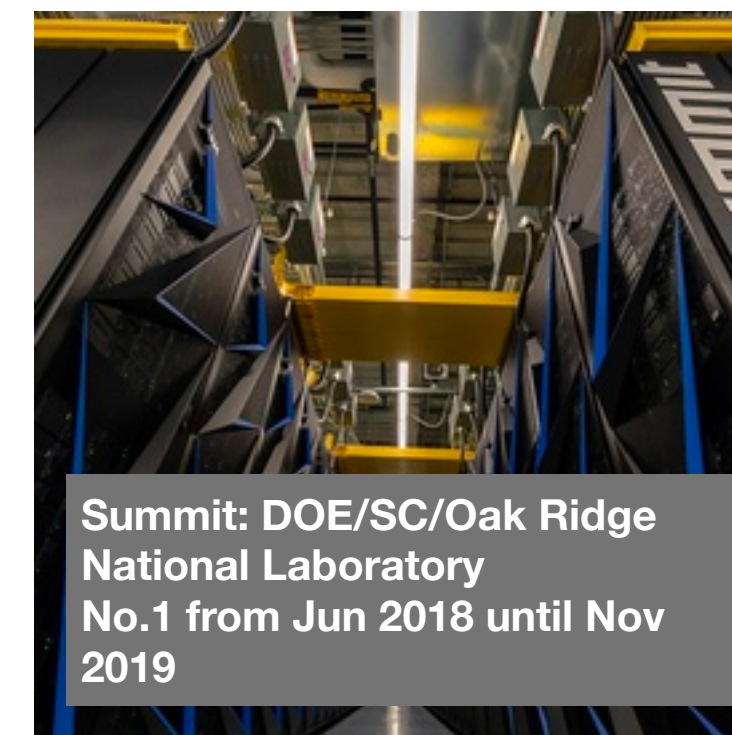 Summit: DOE/SC/Oak Ridge
National Laboratory
No.1 from Jun 2018 until Nov
2019